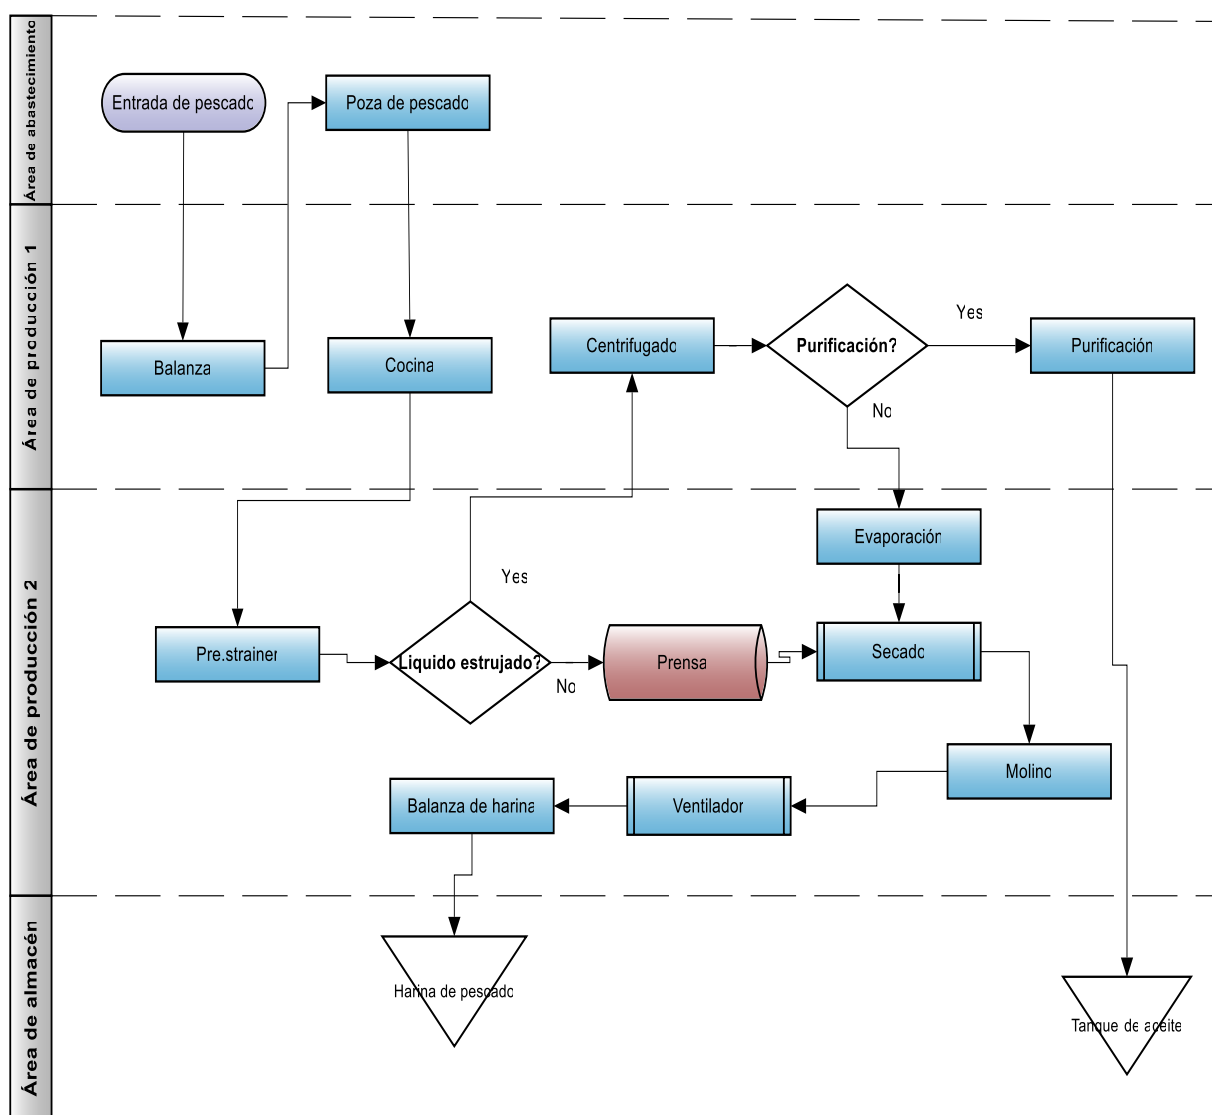 Área de abastecimiento
Entrada de pescado
Poza de pescado
Área de producción 1
Balanza
Cocina
Centrifugado
Purificación?
Yes
No
Purificación
Área de producción 2
Pre.strainer
Liquido estrujado?
Yes
No
Prensa
Evaporación
Secado
Molino
Ventilador
Balanza de harina
Área de almacén
Harina de pescado
Tanque de aceite